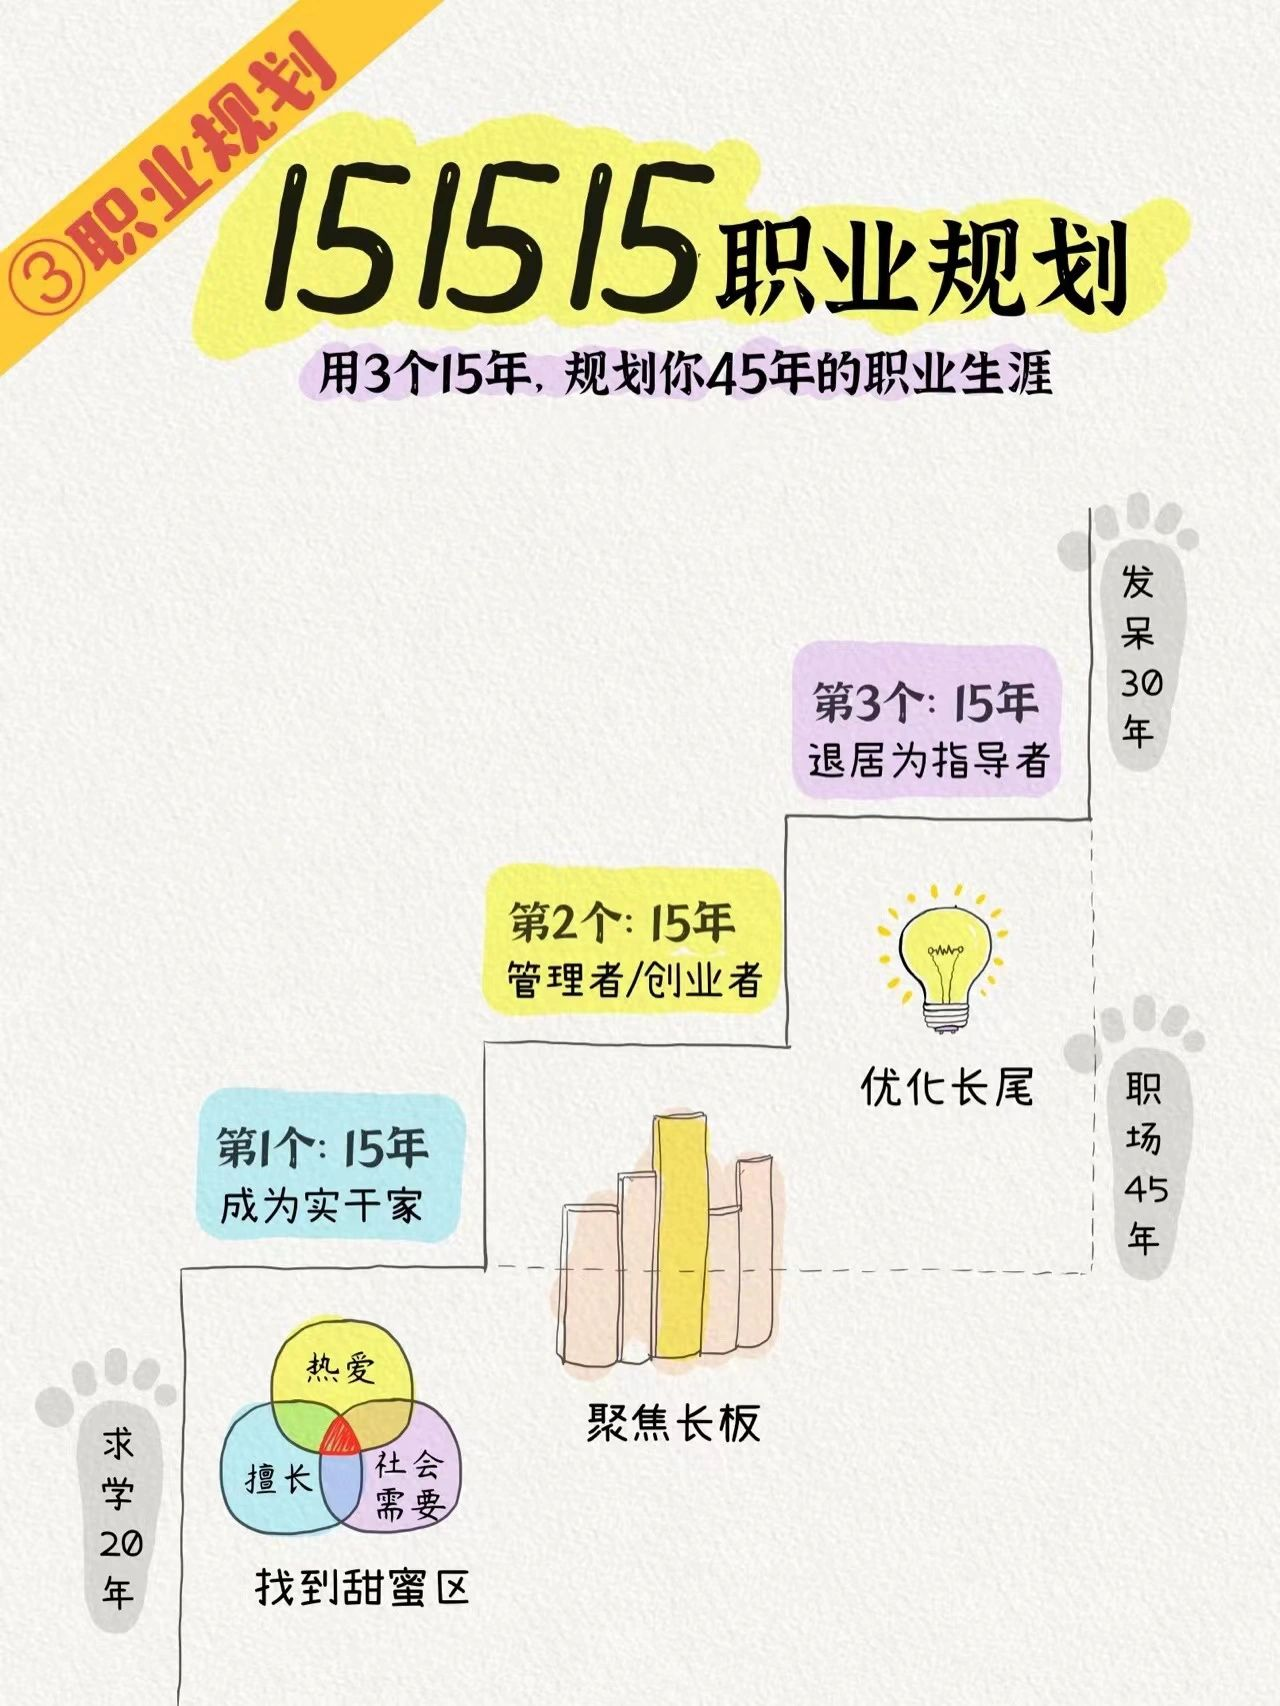 ③职业规划
151515职业规划
用3个15年, 规划你45年的职业生涯
发呆30年
第3个: 15年
退居为指导者
第2个: 15年
管理者/创业者
优化长尾
职场45年
第1个: 15年
成为实干家
聚焦长板
求学20年
热爱
擅长
社会
需要
找到甜蜜区